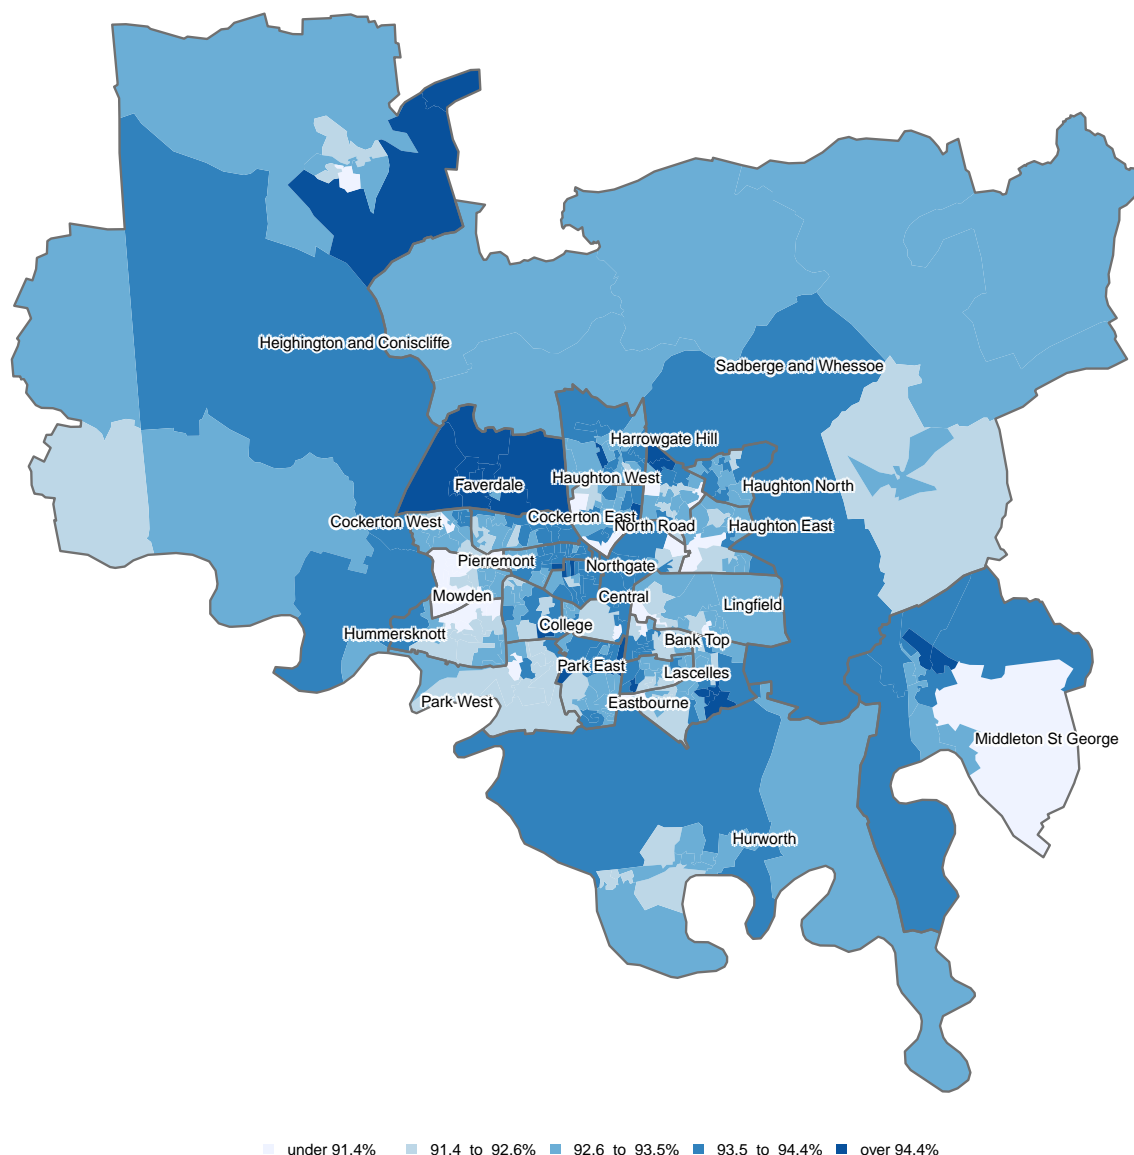 Heighington and Coniscliffe
Sadberge and Whessoe
Harrowgate Hill
Haughton West
Faverdale
Haughton North
Cockerton West
Cockerton East
North Road
Haughton East
Pierremont
Northgate
Mowden
Central
Lingfield
Hummersknott
College
Bank Top
Park East
Lascelles
Park West
Eastbourne
Middleton St George
Hurworth
under 91.4% 91.4 to 92.6% 92.6 to 93.5% 93.5 to 94.4% over 94.4%